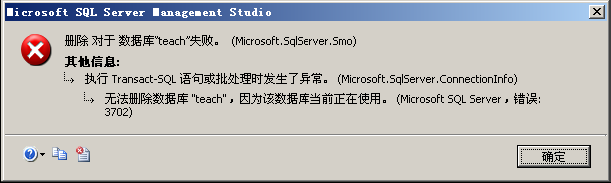 Microsoft SQL Server Management Studio
删除 对于 数据库“teach”失败。 (Microsoft.SqlServer.Smo)
其他信息:
执行 Transact-SQL 语句或批处理时发生了异常。 (Microsoft.SqlServer.ConnectionInfo)
无法删除数据库 "teach"，因为该数据库当前正在使用。 (Microsoft SQL Server，错误:
3702)
确定